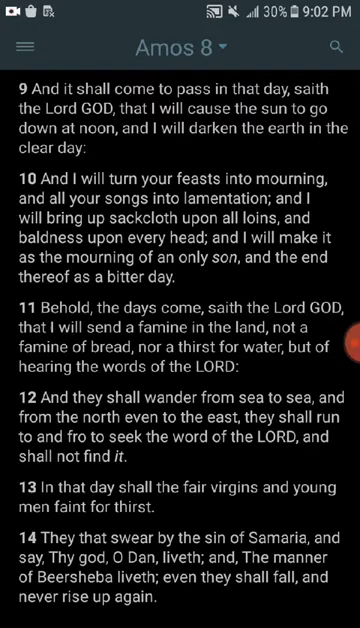 30% 9:02 PM
Amos 8
9 And it shall come to pass in that day, saith
the Lord GOD, that I will cause the sun to go
down at noon, and I will darken the earth in the
clear day:
10 And I will turn your feasts into mourning,
and all your songs into lamentation; and I
will bring up sackcloth upon all loins, and
baldness upon every head; and I will make it
as the mourning of an only son, and the end
thereof as a bitter day.
11 Behold, the days come, saith the Lord GOD,
that I will send a famine in the land, not a
famine of bread, nor a thirst for water, but of
hearing the words of the LORD:
12 And they shall wander from sea to sea, and
from the north even to the east, they shall run
to and fro to seek the word of the LORD, and
shall not find it.
13 In that day shall the fair virgins and young
men faint for thirst.
14 They that swear by the sin of Samaria, and
say, Thy god, O Dan, liveth; and, The manner
of Beersheba liveth; even they shall fall, and
never rise up again.